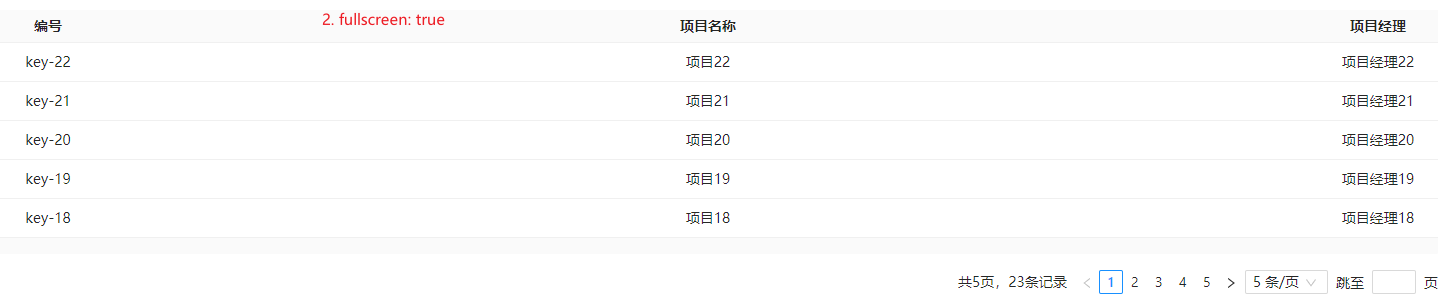 2. fullscreen: true
编号 项目名称 项目经理
key-22 项目22 项目经理22
key-21 项目21 项目经理21
key-20 项目20 项目经理20
key-19 项目19 项目经理19
key-18 项目18 项目经理18
共5页，23条记录 < 1 2 3 4 5 > 5 条/页 跳至 页